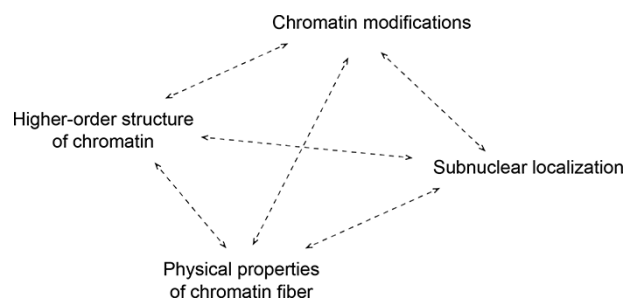 Chromatin modifications
Higher-order structure
of chromatin
Subnuclear localization
Physical properties
of chromatin fiber